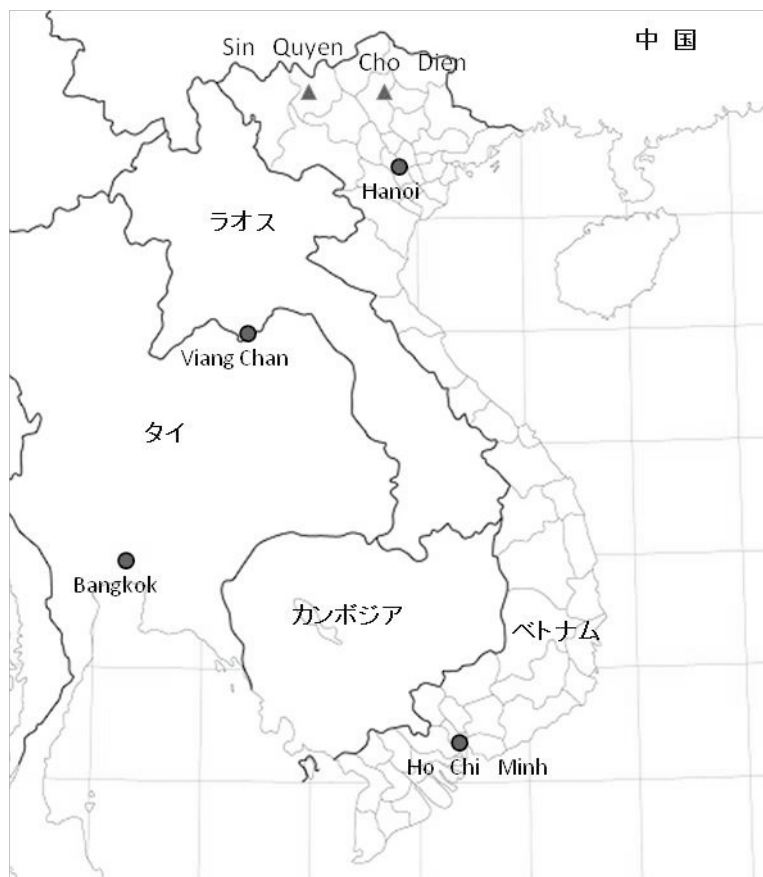 中 国
Sin Quyen
Cho Dien
Hanoi
ラオス
Viang Chan
タイ
Bangkok
カンボジア
ベトナム
Ho Chi Minh